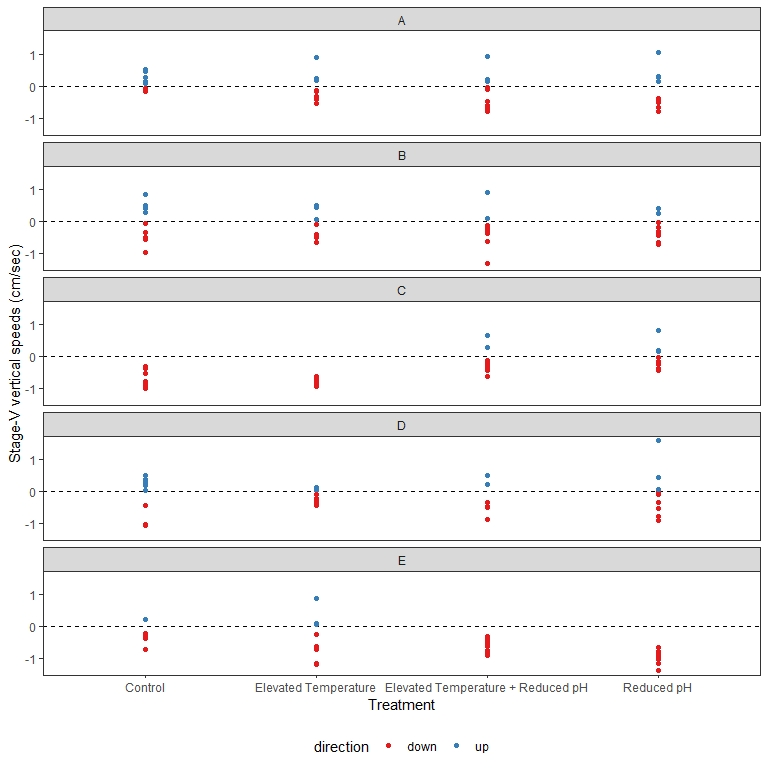 A
1
0
-1
B
1
0
-1
C
1
0
-1
D
1
0
-1
E
1
0
-1
Stage-V vertical speeds (cm/sec)
Control Elevated Temperature Elevated Temperature + Reduced pH Reduced pH
Treatment
direction down up